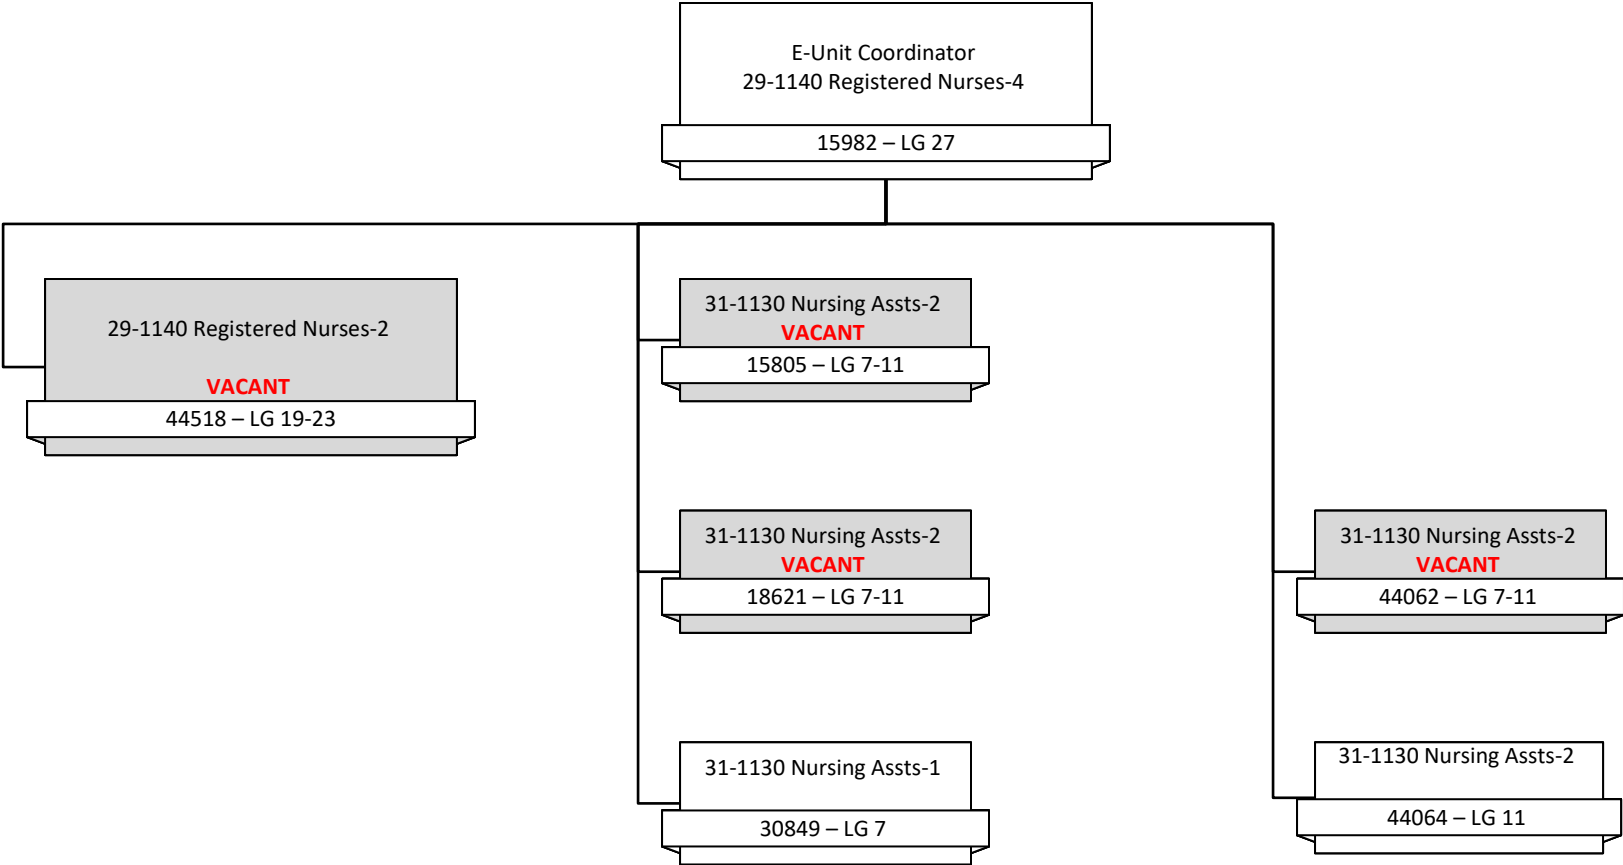 E-Unit Coordinator
29-1140 Registered Nurses-4
15982 – LG 27
29-1140 Registered Nurses-2
VACANT
44518 – LG 19-23
31-1130 Nursing Assts-2
VACANT
15805 – LG 7-11
31-1130 Nursing Assts-2
VACANT
18621 – LG 7-11
31-1130 Nursing Assts-2
VACANT
44062 – LG 7-11
31-1130 Nursing Assts-1
30849 – LG 7
31-1130 Nursing Assts-2
44064 – LG 11